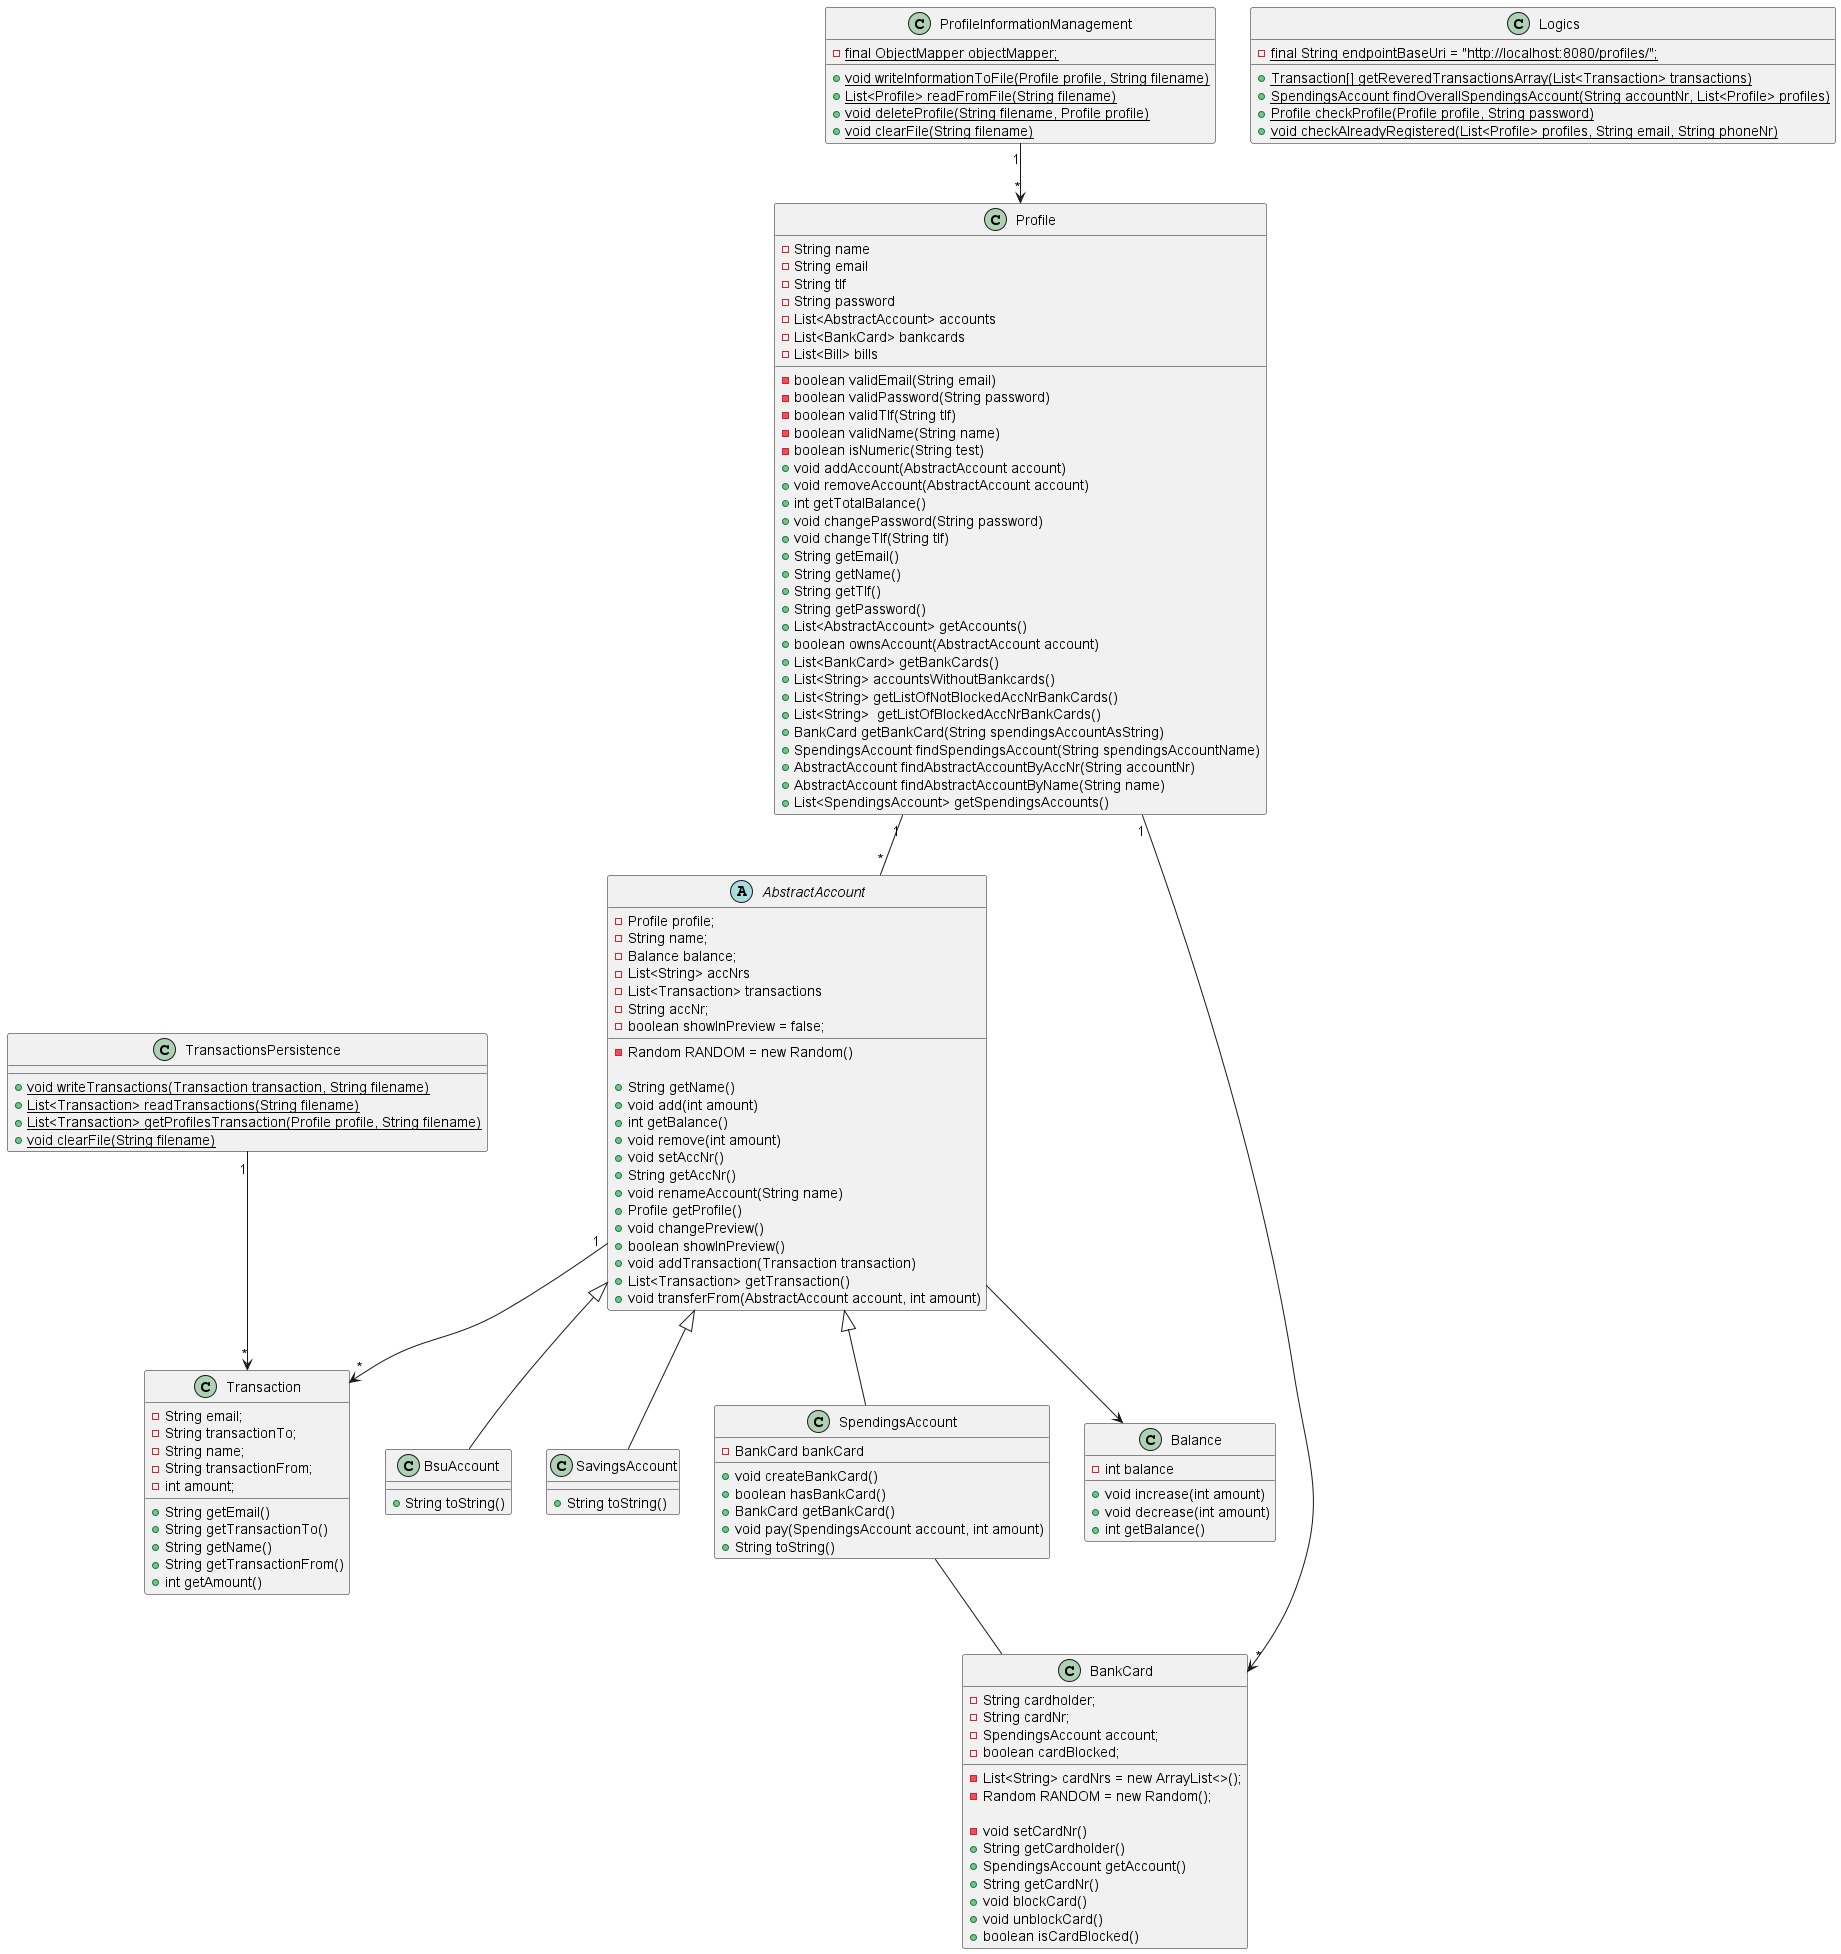 C ProfileInformationManagement
final ObjectMapper objectMapper;
void writeInformationToFile(Profile profile, String filename)
List<Profile> readFromFile(String filename)
void deleteProfile(String filename, Profile profile)
void clearFile(String filename)
C Logics
final String endpointBaseUri = "http://localhost:8080/profiles/";
Transaction[] getReveredTransactionsArray(List<Transaction> transactions)
SpendingsAccount findOverallSpendingsAccount(String accountNr, List<Profile> profiles)
Profile checkProfile(Profile profile, String password)
void checkAlreadyRegistered(List<Profile> profiles, String email, String phoneNr)
1
*
C Profile
String name
String email
String tlf
String password
List<AbstractAccount> accounts
List<BankCard> bankcards
List<Bill> bills
boolean validEmail(String email)
boolean validPassword(String password)
boolean validTlf(String tlf)
boolean validName(String name)
boolean isNumeric(String test)
void addAccount(AbstractAccount account)
void removeAccount(AbstractAccount account)
int getTotalBalance()
void changePassword(String password)
void changeTlf(String tlf)
String getEmail()
String getName()
String getTlf()
String getPassword()
List<AbstractAccount> getAccounts()
boolean ownsAccount(AbstractAccount account)
List<BankCard> getBankCards()
List<String> accountsWithoutBankcards()
List<String> getListOfNotBlockedAccNrBankCards()
List<String>  getListOfBlockedAccNrBankCards()
BankCard getBankCard(String spendingsAccountAsString)
SpendingsAccount findSpendingsAccount(String spendingsAccountName)
AbstractAccount findAbstractAccountByAccNr(String accountNr)
AbstractAccount findAbstractAccountByName(String name)
List<SpendingsAccount> getSpendingsAccounts()
1
1
*
A AbstractAccount
Profile profile;
String name;
Balance balance;
List<String> accNrs
List<Transaction> transactions
String accNr;
boolean showInPreview = false;
Random RANDOM = new Random()
String getName()
void add(int amount)
int getBalance()
void remove(int amount)
void setAccNr()
String getAccNr()
void renameAccount(String name)
Profile getProfile()
void changePreview()
boolean showInPreview()
void addTransaction(Transaction transaction)
List<Transaction> getTransaction()
void transferFrom(AbstractAccount account, int amount)
C TransactionsPersistence
void writeTransactions(Transaction transaction, String filename)
List<Transaction> readTransactions(String filename)
List<Transaction> getProfilesTransaction(Profile profile, String filename)
void clearFile(String filename)
1
1
*
*
C Transaction
String email;
String transactionTo;
String name;
String transactionFrom;
int amount;
String getEmail()
String getTransactionTo()
String getName()
String getTransactionFrom()
int getAmount()
C BsuAccount
String toString()
C SavingsAccount
String toString()
C SpendingsAccount
BankCard bankCard
void createBankCard()
boolean hasBankCard()
BankCard getBankCard()
void pay(SpendingsAccount account, int amount)
String toString()
C Balance
int balance
void increase(int amount)
void decrease(int amount)
int getBalance()
*
C BankCard
String cardholder;
String cardNr;
SpendingsAccount account;
boolean cardBlocked;
List<String> cardNrs = new ArrayList<>();
Random RANDOM = new Random();
void setCardNr()
String getCardholder()
SpendingsAccount getAccount()
String getCardNr()
void blockCard()
void unblockCard()
boolean isCardBlocked()